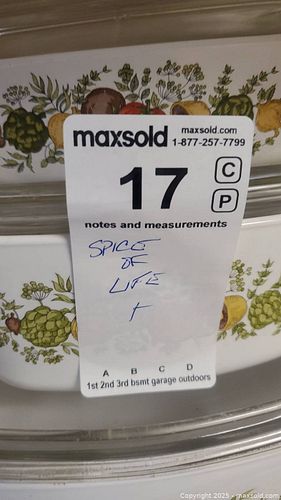 maxsold maxsold.com
1-877-257-7799
17 C
P
notes and measurements
SPICE
OF
LIFE
+
A B C D
1st 2nd 3rd bsmt garage outdoors
Copyright 2025 - maxsold.com